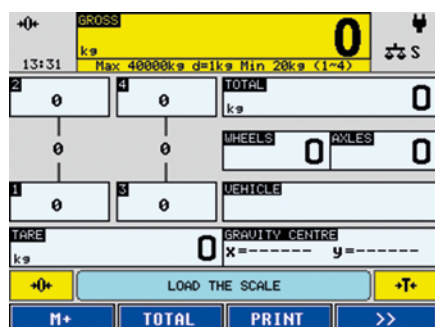 →0← GROSS 0
kg
13:31 Max 40000kg d=1kg Min 20kg (1~4) S
2 0 4 0 TOTAL 0
kg
0 0 WHEELS 0 AXLES 0
1 0 3 0 VEHICLE
TARE 0 GRAVITY CENTRE
kg x=------ y=------
→0← LOAD THE SCALE →T←
M+ TOTAL PRINT >>